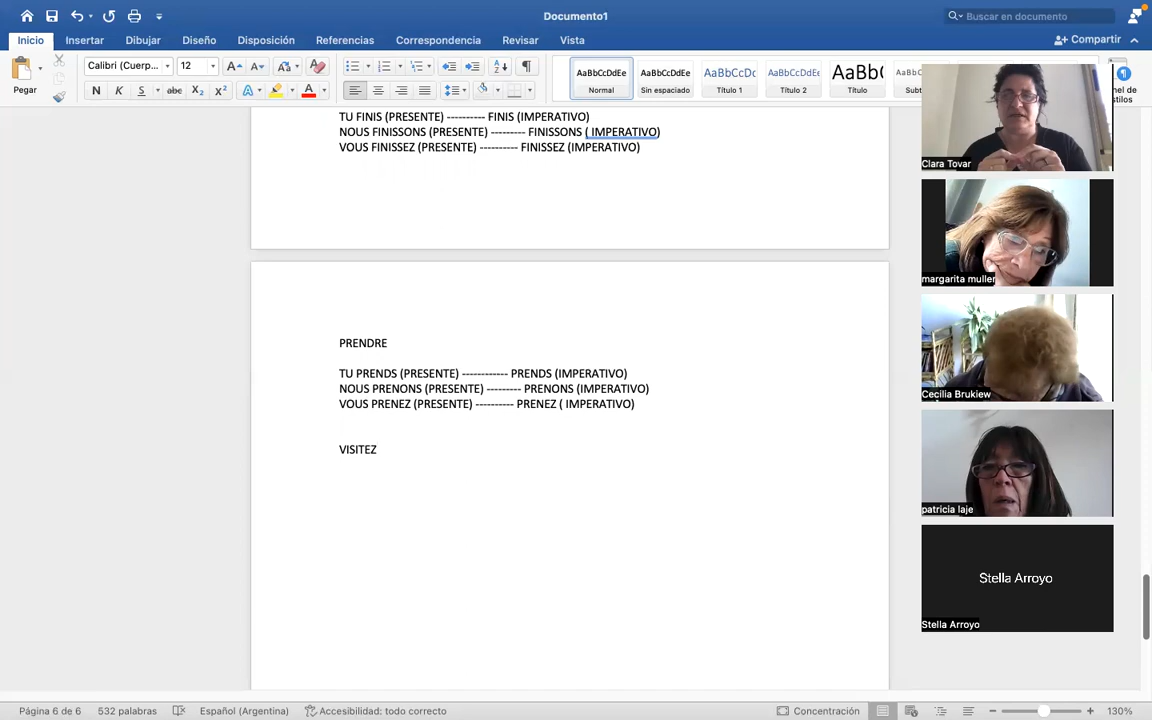 Documento1
Buscar en documento
Inicio Insertar Dibujar Diseño Disposición Referencias Correspondencia Revisar Vista Compartir
Pegar
Calibri (Cuerp... 12
N K S abc X₂ X²
AaBbCcDdEe AaBbCcDdEe AaBbCcDc AaBbCcDdEe AaBb(
Normal Sin espaciado Título 1 Título 2 Título
TU FINIS (PRESENTE) ---------- FINIS (IMPERATIVO)
NOUS FINISSONS (PRESENTE) --------- FINISSONS ( IMPERATIVO)
VOUS FINISSEZ (PRESENTE) ---------- FINISSEZ (IMPERATIVO)
PRENDRE
TU PRENDS (PRESENTE) ------------ PRENDS (IMPERATIVO)
NOUS PRENONS (PRESENTE) --------- PRENONS (IMPERATIVO)
VOUS PRENEZ (PRESENTE) ---------- PRENEZ ( IMPERATIVO)
VISITEZ
Clara Tovar
margarita muller
Cecilia Brukiew
patricia laje
Stella Arroyo
Stella Arroyo
Página 6 de 6 532 palabras Español (Argentina) Accesibilidad: todo correcto Concentración 130%